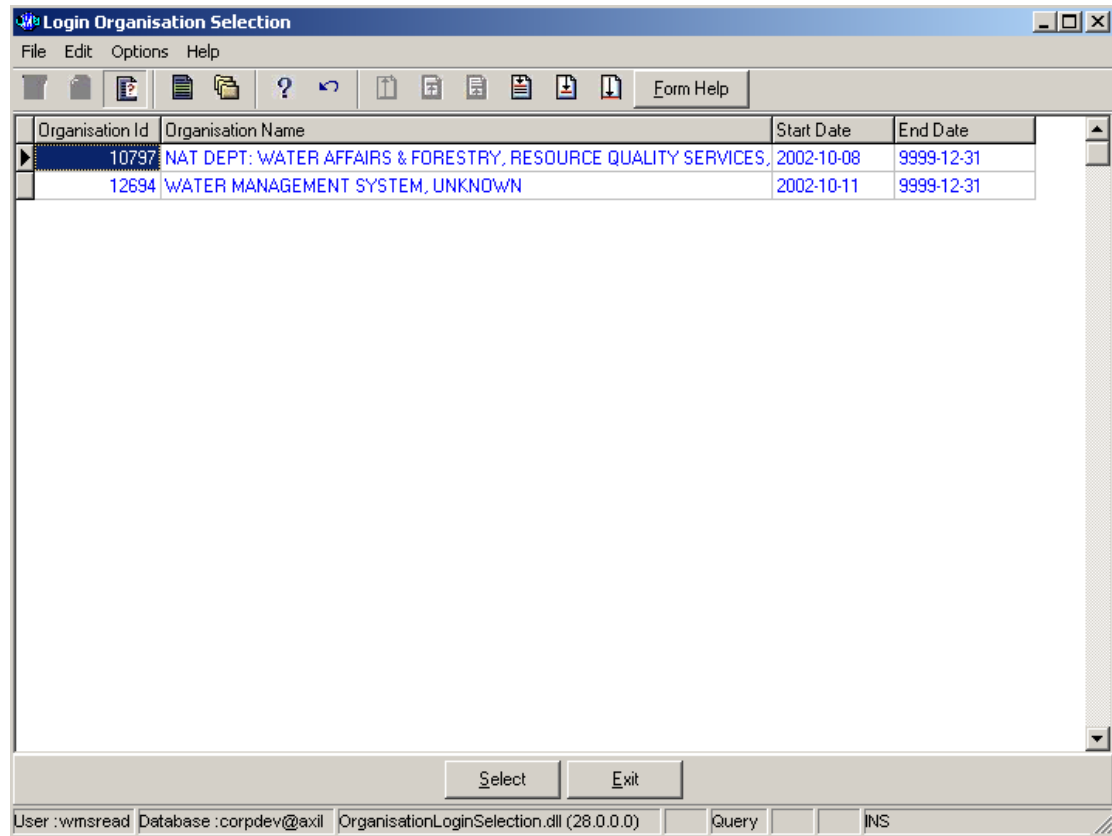 Login Organisation Selection
File Edit Options Help
? Form Help
Organisation Id Organisation Name Start Date End Date
10797 NAT DEPT: WATER AFFAIRS & FORESTRY, RESOURCE QUALITY SERVICES, 2002-10-08 9999-12-31
12694 WATER MANAGEMENT SYSTEM, UNKNOWN 2002-10-11 9999-12-31
Select Exit
User :wmsread Database :corpdev@axil OrganisationLoginSelection.dll (28.0.0.0) Query INS